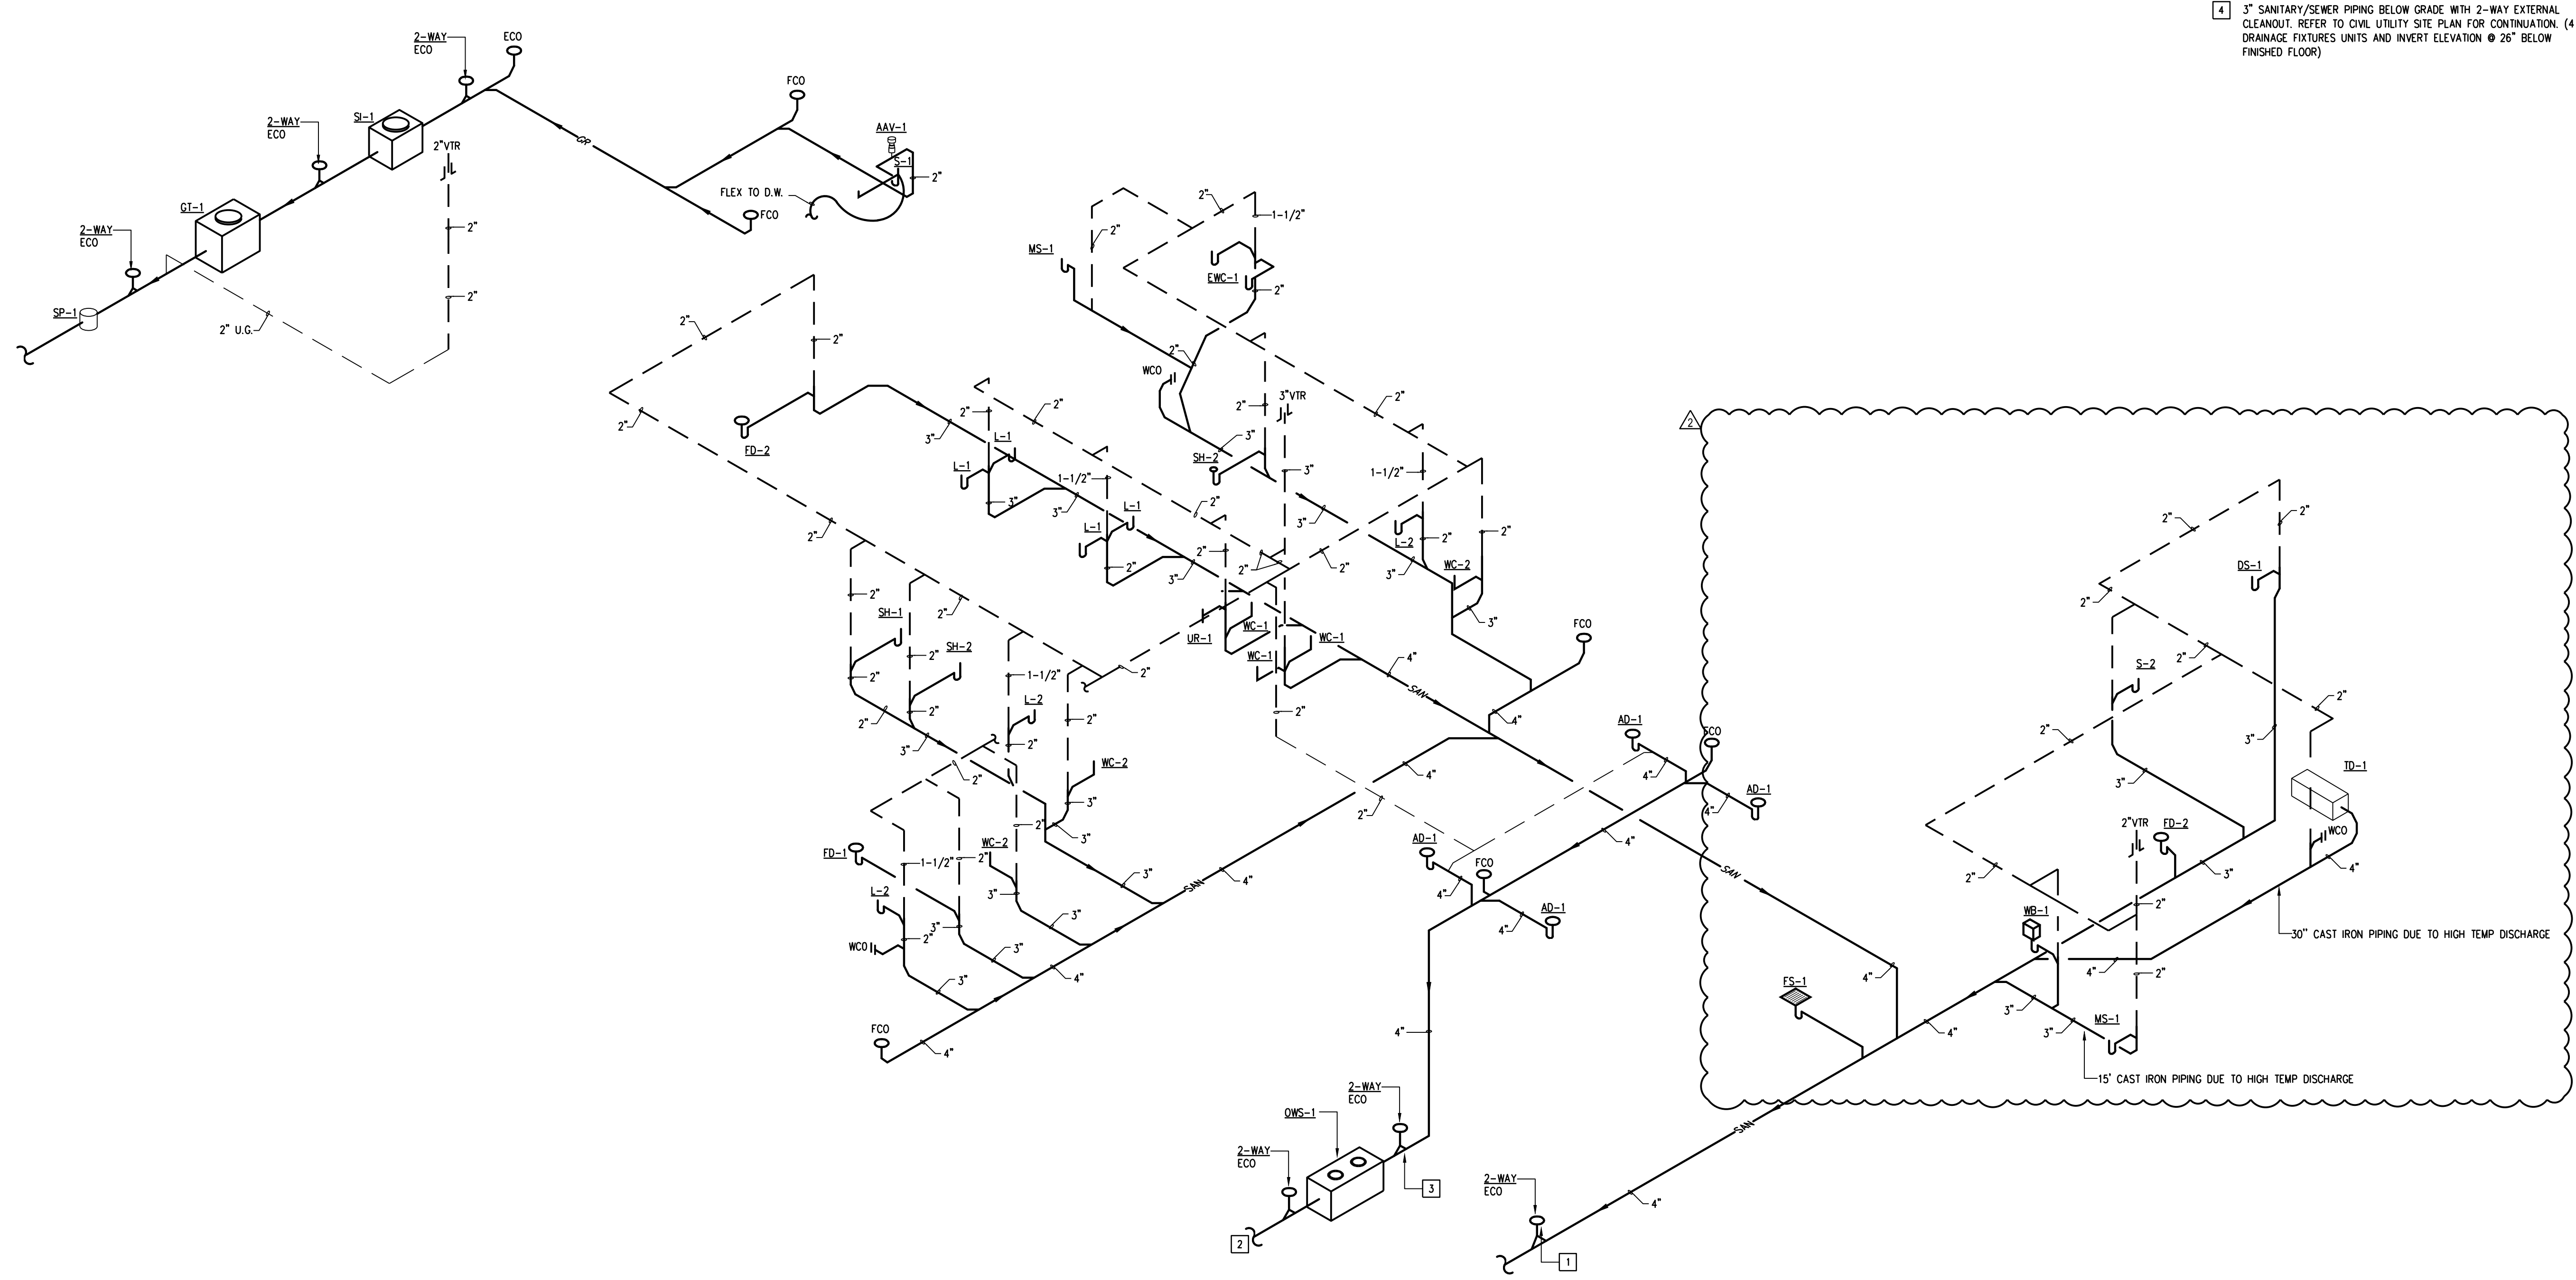 4
3" SANITARY/SEWER PIPING BELOW GRADE WITH 2-WAY EXTERNAL
CLEANOUT. REFER TO CIVIL UTILITY SITE PLAN FOR CONTINUATION. (4
DRAINAGE FIXTURES UNITS AND INVERT ELEVATION @ 26" BELOW
FINISHED FLOOR)
2-WAY
ECO
ECO
FCO
SI-1
2-WAY
ECO
2"VTR
GR
AAV-1
S-1
2"
FLEX TO D.W.
FCO
GT-1
2-WAY
ECO
2"
2"
SP-1
2" U.G.
2"
1-1/2"
2"
MS-1
EWC-1
2"
2"
2"
2"
WCO
2"
2"
3"VTR
2"
2"
2"
2"
3"
FD-2
L-1
L-1
3"
3"
1-1/2"
2"
3"
SH-2
3"
3"
1-1/2"
L-2
2"
2"
3"
WC-2
3"
L-1
L-1
2"
3"
2"
2"
2"
2"
2"
SH-1
2"
2"
2"
SH-2
2"
2"
2"
3"
1-1/2"
L-2
2"
2"
2"
WC-2
3"
3"
UR-1
WC-1
WC-1
WC-1
2"
4"
SAN
4"
FCO
2"
4"
2"
2"
FD-1
1-1/2"
2"
WC-2
3"
3"
SAN
4"
L-2
WCO
2"
3"
3"
3"
3"
4"
FCO
4"
AD-1
4"
FCO
AD-1
4"
4"
AD-1
4"
FCO
AD-1
4"
4"
2-WAY
ECO
OWS-1
2-WAY
ECO
3
2
2-WAY
ECO
1
4"
SAN
2
2"
2"
DS-1
2"
2"
S-2
2"
2"
3"
3"
TD-1
SAN
2"
2"VTR
FD-2
WCO
3"
4"
WB-1
2"
30" CAST IRON PIPING DUE TO HIGH TEMP DISCHARGE
4"
4"
2"
FS-1
3"
4"
3"
MS-1
15' CAST IRON PIPING DUE TO HIGH TEMP DISCHARGE